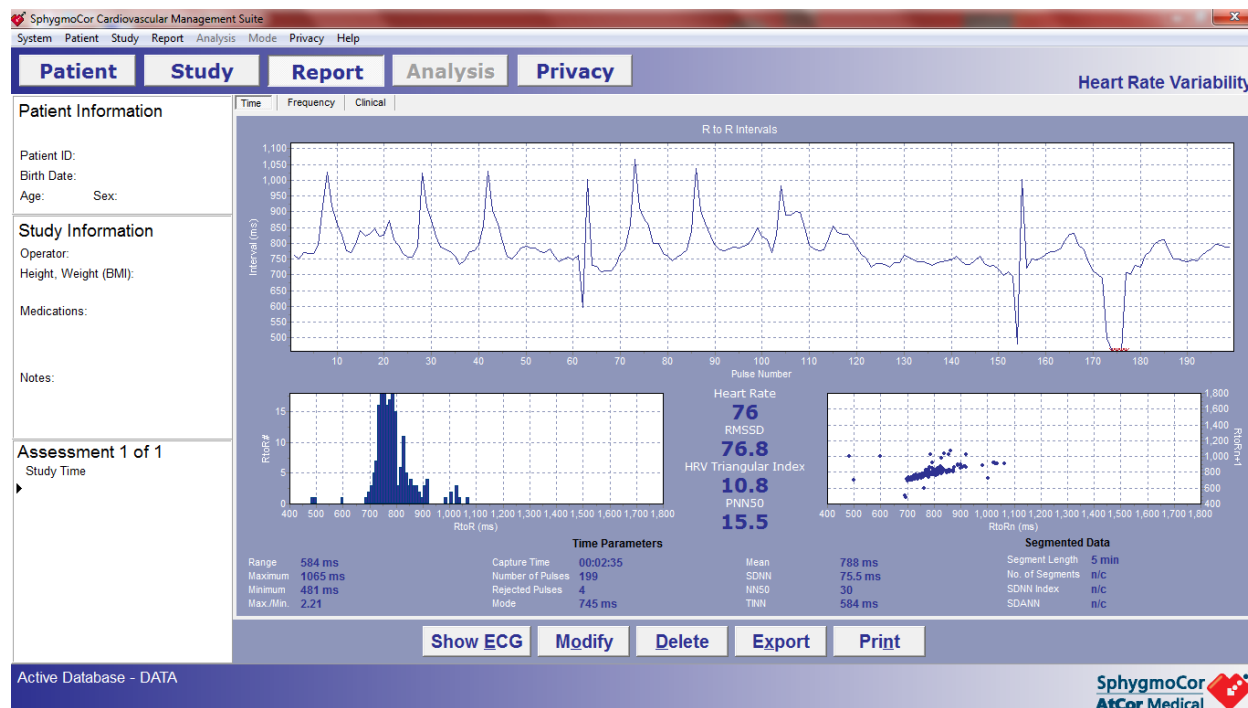 SphygmoCor Cardiovascular Management Suite
System Patient Study Report Analysis Mode Privacy Help
Patient Study Report Analysis Privacy
Heart Rate Variability
Patient Information
Patient ID:
Birth Date:
Age: Sex:
Study Information
Operator:
Height, Weight (BMI):
Medications:
Notes:
Assessment 1 of 1
Study Time
Time Frequency Clinical
R to R Intervals
Interval (ms)
1,100
1,050
1,000
950
900
850
800
750
700
650
600
550
500
10 20 30 40 50 60 70 80 90 100 110 120 130 140 150 160 170 180 190
Pulse Number
RtoR#
15
10
5
0
400 500 600 700 800 900 1,000 1,100 1,200 1,300 1,400 1,500 1,600 1,700 1,800
RtoR (ms)
Heart Rate
76
RMSSD
76.8
HRV Triangular Index
10.8
PNN50
15.5
1,800
1,600
1,400
1,200
1,000
800
600
400
RtoRn+1
400 500 600 700 800 900 1,000 1,100 1,200 1,300 1,400 1,500 1,600 1,700 1,800
RtoRn (ms)
Time Parameters
Range 584 ms
Maximum 1065 ms
Minimum 481 ms
Max./Min. 2.21
Capture Time 00:02:35
Number of Pulses 199
Rejected Pulses 4
Mode 745 ms
Mean 788 ms
SDNN 75.5 ms
NN50 30
TINN 584 ms
Segmented Data
Segment Length 5 min
No. of Segments n/c
SDNN Index n/c
SDANN n/c
Show ECG Modify Delete Export Print
Active Database - DATA
SphygmoCor
AtCor Medical